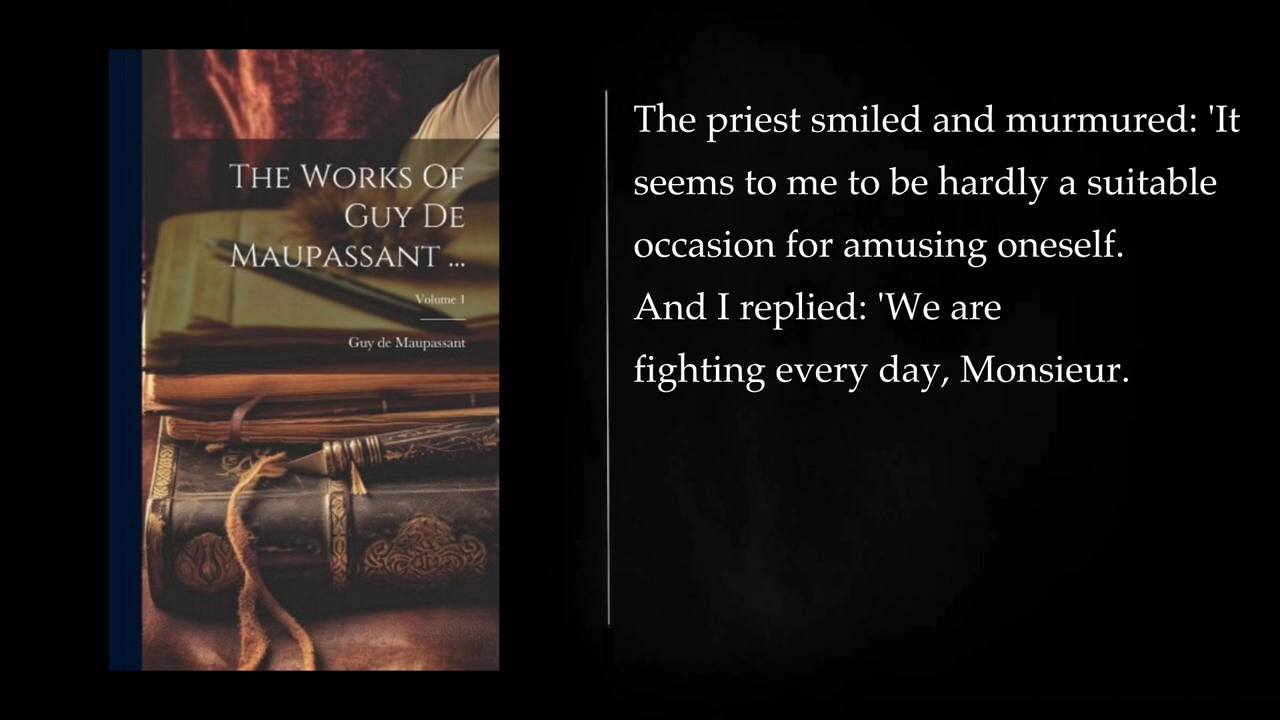 The Works Of
Guy De
Maupassant ...
Volume 1
Guy de Maupassant
The priest smiled and murmured: 'It
seems to me to be hardly a suitable
occasion for amusing oneself.
And I replied: 'We are
fighting every day, Monsieur.